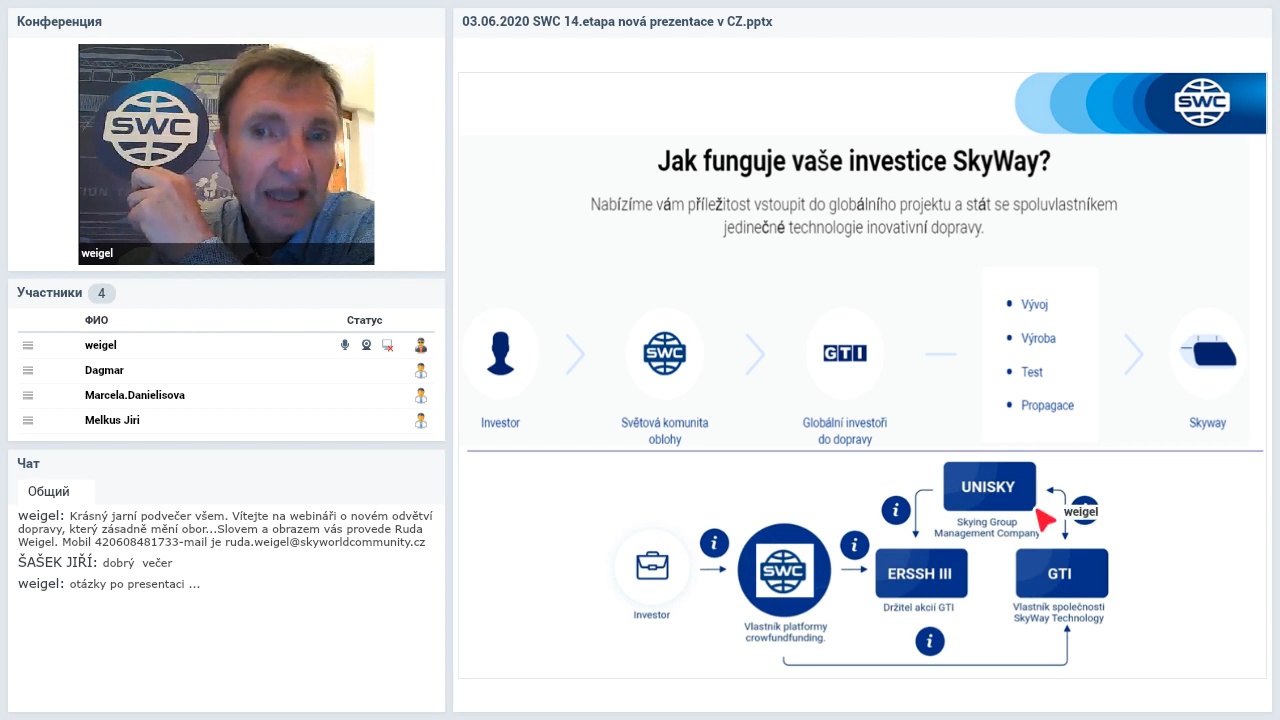 Конференция
SWC
weigel
Участники 4
ФИО Статус
weigel
Dagmar
Marcela.Danielisova
Melkus Jiri
Чат
Общий
weigel: Krásný jarní podvečer všem. Vítejte na webináři o novém odvětví
dopravy, který zásadně mění obor...Slovem a obrazem vás provede Ruda
Weigel. Mobil 420608481733-mail je ruda.weigel@skyworldcommunity.cz
ŠAŠEK JIŘÍ: dobrý večer
weigel: otázky po presentaci ...
03.06.2020 SWC 14.etapa nová prezentace v CZ.pptx
SWC
Jak funguje vaše investice SkyWay?
Nabízíme vám příležitost vstoupit do globálního projektu a stát se spoluvlastníkem
jedinečné technologie inovativní dopravy.
SWC
GTI
Vývoj
Výroba
Test
Propagace
Investor
Světová komunita
oblohy
Globální investoři
do dopravy
Skyway
UNISKY
Skying Group
Management Company
weigel
i
i
i
i
SWC
ERSSH III
GTI
Investor
Vlastník platformy
crowfundfunding.
Držitel akcií GTI
Vlastník společnosti
SkyWay Technology
i